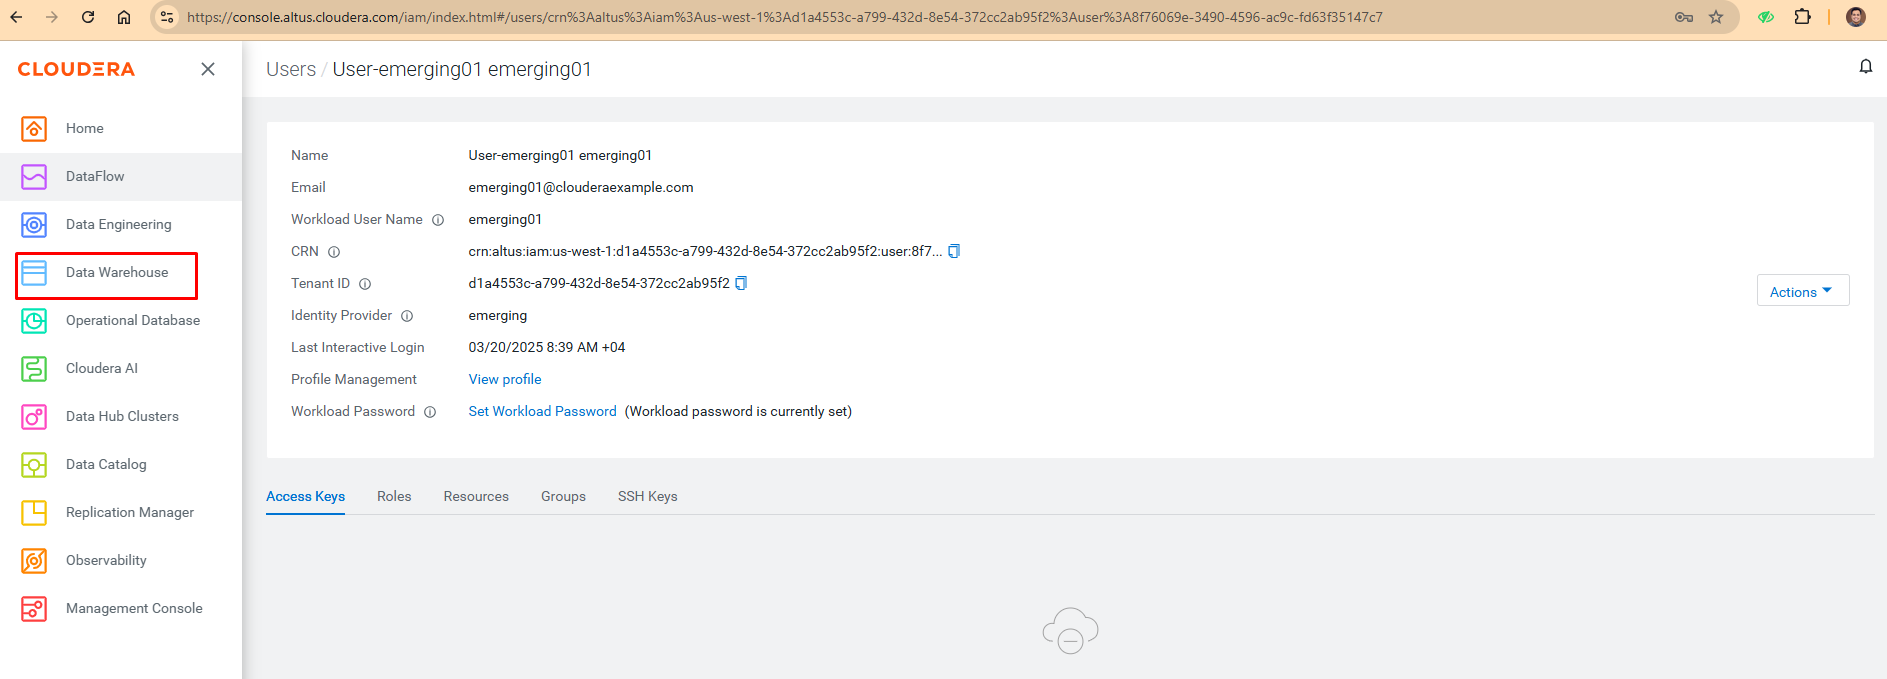 https://console.altus.cloudera.com/iam/index.html#/users/crn%3Aaltus%3Aiam%3Aus-west-1%3Ad1a4553c-a799-432d-8e54-372cc2ab95f2%3Auser%3A8f76069e-3490-4596-ac9c-fd63f35147c7
CLOUDERA
Users / User-emerging01 emerging01
Home
DataFlow
Data Engineering
Data Warehouse
Operational Database
Cloudera AI
Data Hub Clusters
Data Catalog
Replication Manager
Observability
Management Console
Name User-emerging01 emerging01
Email emerging01@clouderaexample.com
Workload User Name emerging01
CRN crn:altus:iam:us-west-1:d1a4553c-a799-432d-8e54-372cc2ab95f2:user:8f7...
Tenant ID d1a4553c-a799-432d-8e54-372cc2ab95f2
Identity Provider emerging
Last Interactive Login 03/20/2025 8:39 AM +04
Profile Management View profile
Workload Password Set Workload Password (Workload password is currently set)
Actions
Access Keys Roles Resources Groups SSH Keys